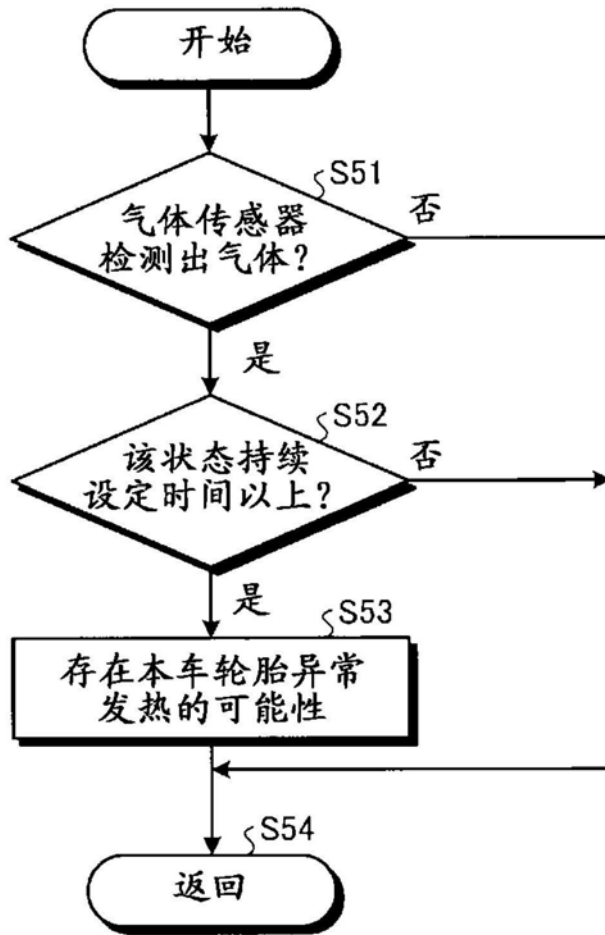 开始
S51
气体传感器
检测出气体？
否
是
S52
该状态持续
设定时间以上？
否
是
S53
存在本车轮胎异常
发热的可能性
S54
返回